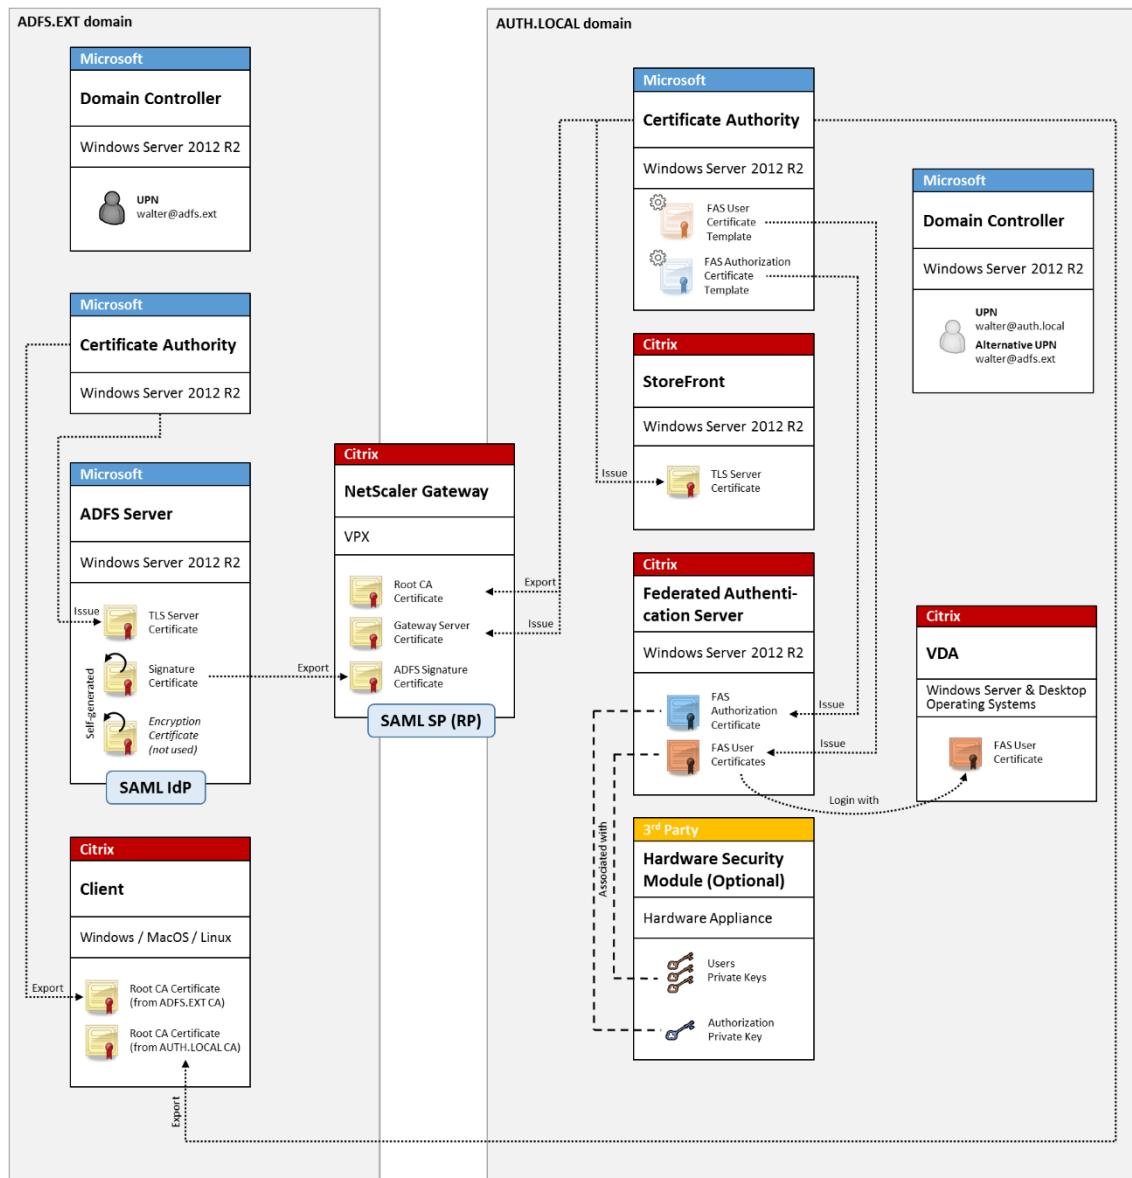 ADFS.EXT domain
Microsoft
Domain Controller
Windows Server 2012 R2
UPN
walter@adfs.ext
Microsoft
Certificate Authority
Windows Server 2012 R2
Microsoft
ADFS Server
Windows Server 2012 R2
Issue
TLS Server
Certificate
Self-generated
Signature
Certificate
Encryption
Certificate
(not used)
SAML IdP
Citrix
Client
Windows / MacOS / Linux
Export
Root CA Certificate
(from ADFS.EXT CA)
Root CA Certificate
(from AUTH.LOCAL CA)
Export
Citrix
NetScaler Gateway
VPX
Root CA
Certificate
Export
Gateway Server
Certificate
Issue
Export
ADFS Signature
Certificate
SAML SP (RP)
AUTH.LOCAL domain
Microsoft
Certificate Authority
Windows Server 2012 R2
FAS User
Certificate
Template
FAS Authorization
Certificate
Template
Citrix
StoreFront
Windows Server 2012 R2
Issue
TLS Server
Certificate
Citrix
Federated Authenti-
cation Server
Windows Server 2012 R2
FAS
Authorization
Certificate
Issue
FAS User
Certificates
Issue
Login with
Associated with
3rd Party
Hardware Security
Module (Optional)
Hardware Appliance
Users
Private Keys
Authorization
Private Key
Microsoft
Domain Controller
Windows Server 2012 R2
UPN
walter@auth.local
Alternative UPN
walter@adfs.ext
Citrix
VDA
Windows Server & Desktop
Operating Systems
FAS User
Certificate